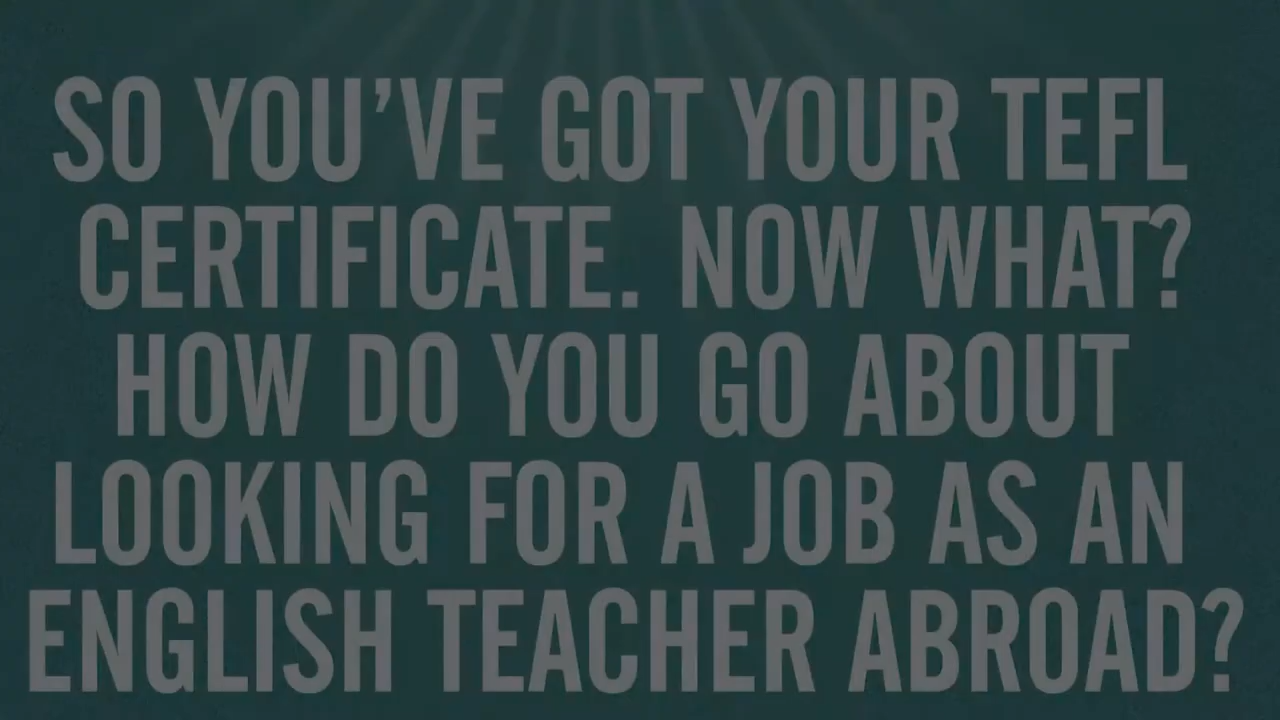 SO YOU'VE GOT YOUR TEFL
CERTIFICATE. NOW WHAT?
HOW DO YOU GO ABOUT
LOOKING FOR A JOB AS AN
ENGLISH TEACHER ABROAD?